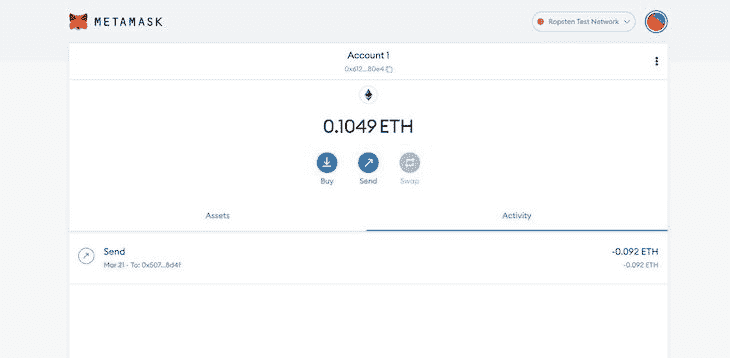 METAMASK
Ropsten Test Network
Account 1
0x612...80e4
0.1049 ETH
Buy Send Swap
Assets Activity
Send -0.092 ETH
Mar 21 · To: 0x507...8d4f -0.092 ETH